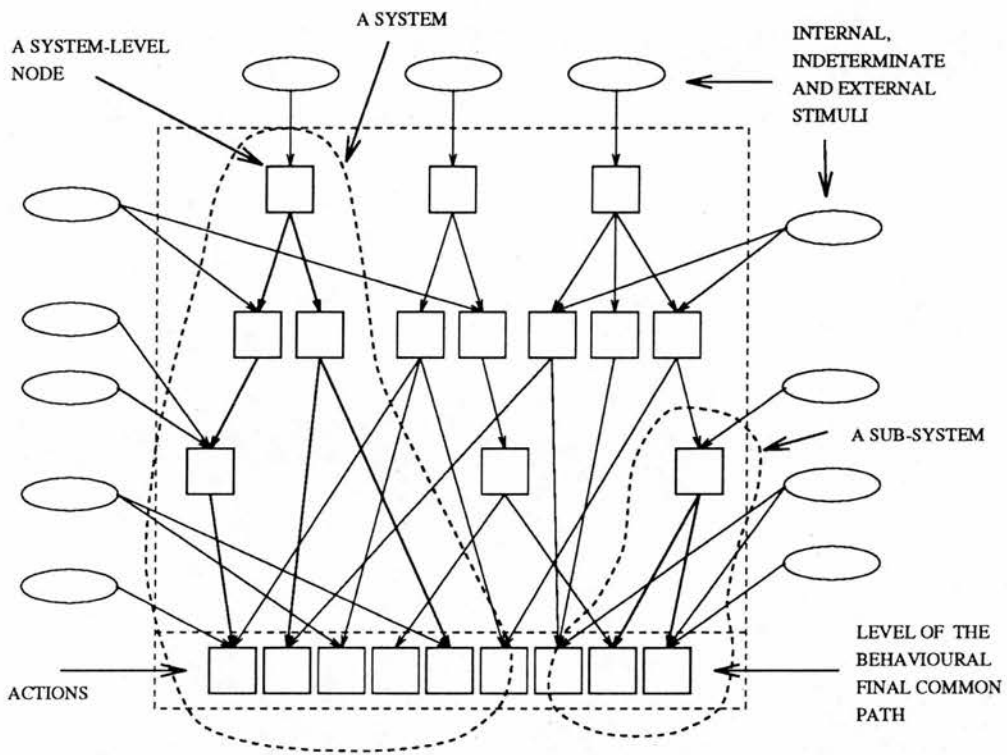 A SYSTEM
A SYSTEM-LEVEL
NODE
INTERNAL,
INDETERMINATE
AND EXTERNAL
STIMULI
A SUB-SYSTEM
ACTIONS
LEVEL OF THE
BEHAVIOURAL
FINAL COMMON
PATH